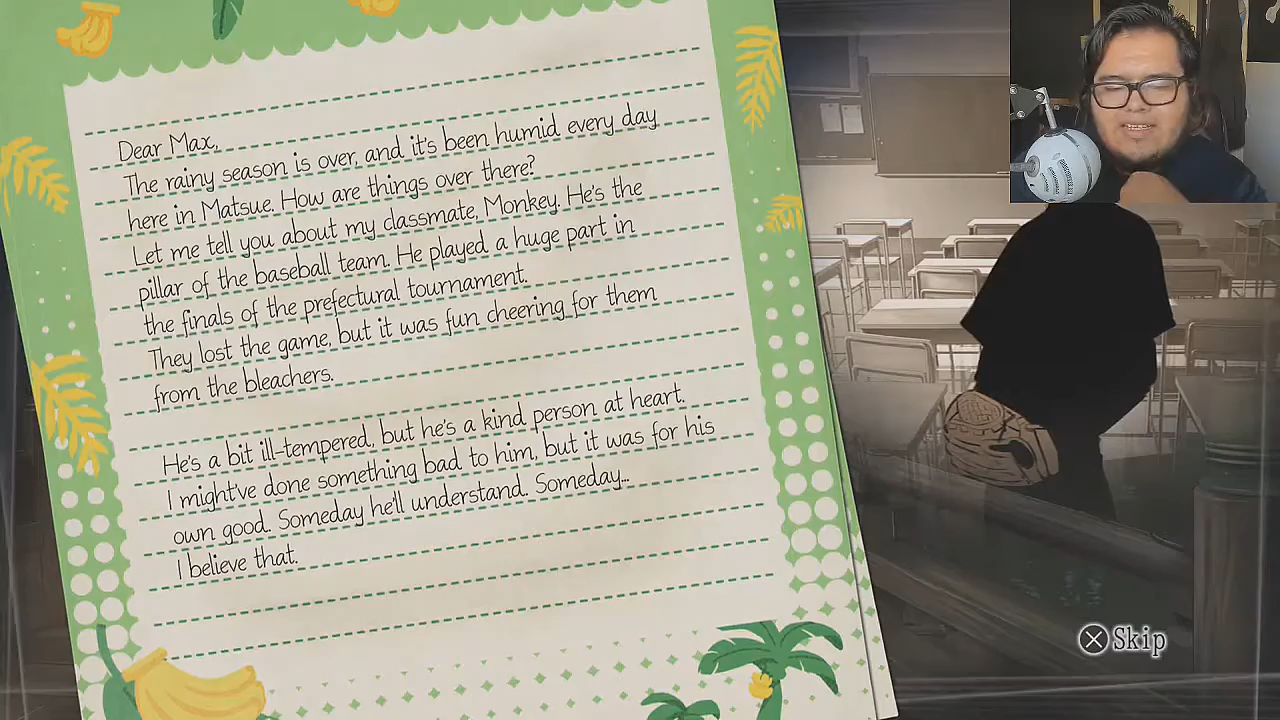 Dear Max,
The rainy season is over, and it's been humid every day
here in Matsue. How are things over there?
Let me tell you about my classmate, Monkey. He's the
pillar of the baseball team. He played a huge part in
the finals of the prefectural tournament.
They lost the game, but it was fun cheering for them
from the bleachers.
He's a bit ill-tempered, but he's a kind person at heart.
I might've done something bad to him, but it was for his
own good. Someday he'll understand. Someday...
I believe that.
Skip